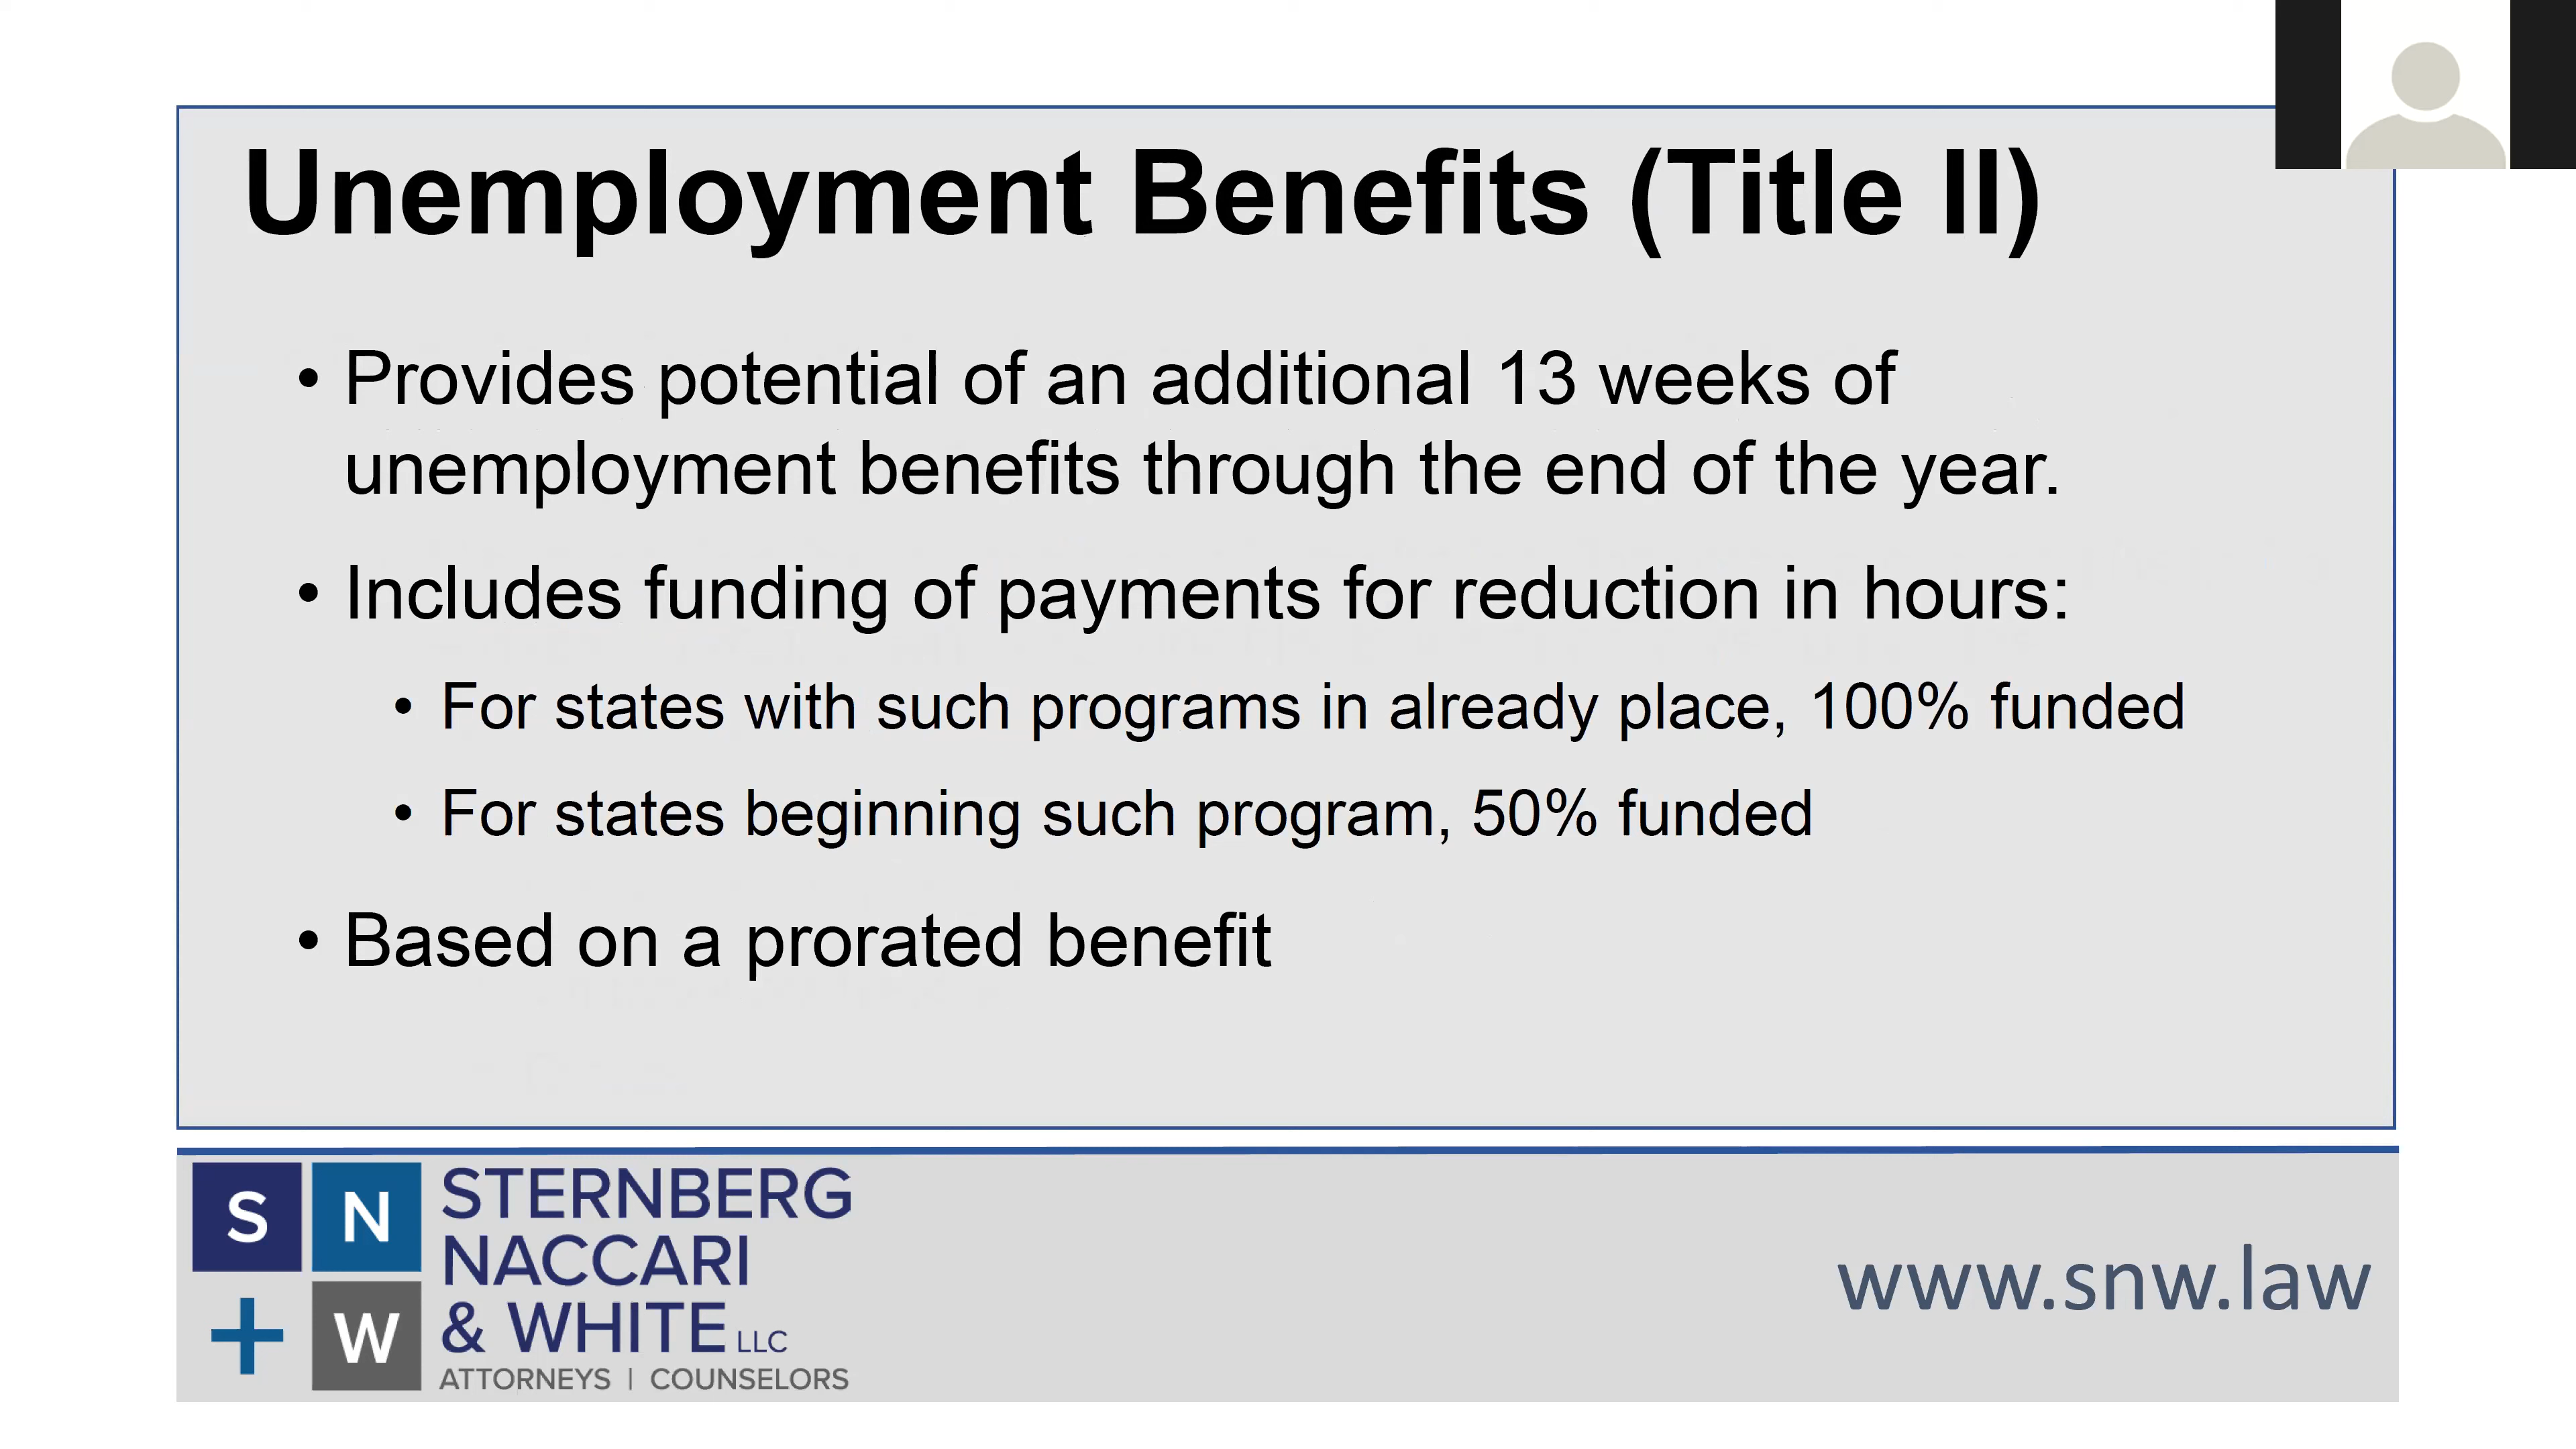 Unemployment Benefits (Title II)
• Provides potential of an additional 13 weeks of
unemployment benefits through the end of the year.
• Includes funding of payments for reduction in hours:
• For states with such programs in already place, 100% funded
• For states beginning such program, 50% funded
• Based on a prorated benefit
S N
+ W
STERNBERG
NACCARI
& WHITE LLC
ATTORNEYS | COUNSELORS
www.snw.law